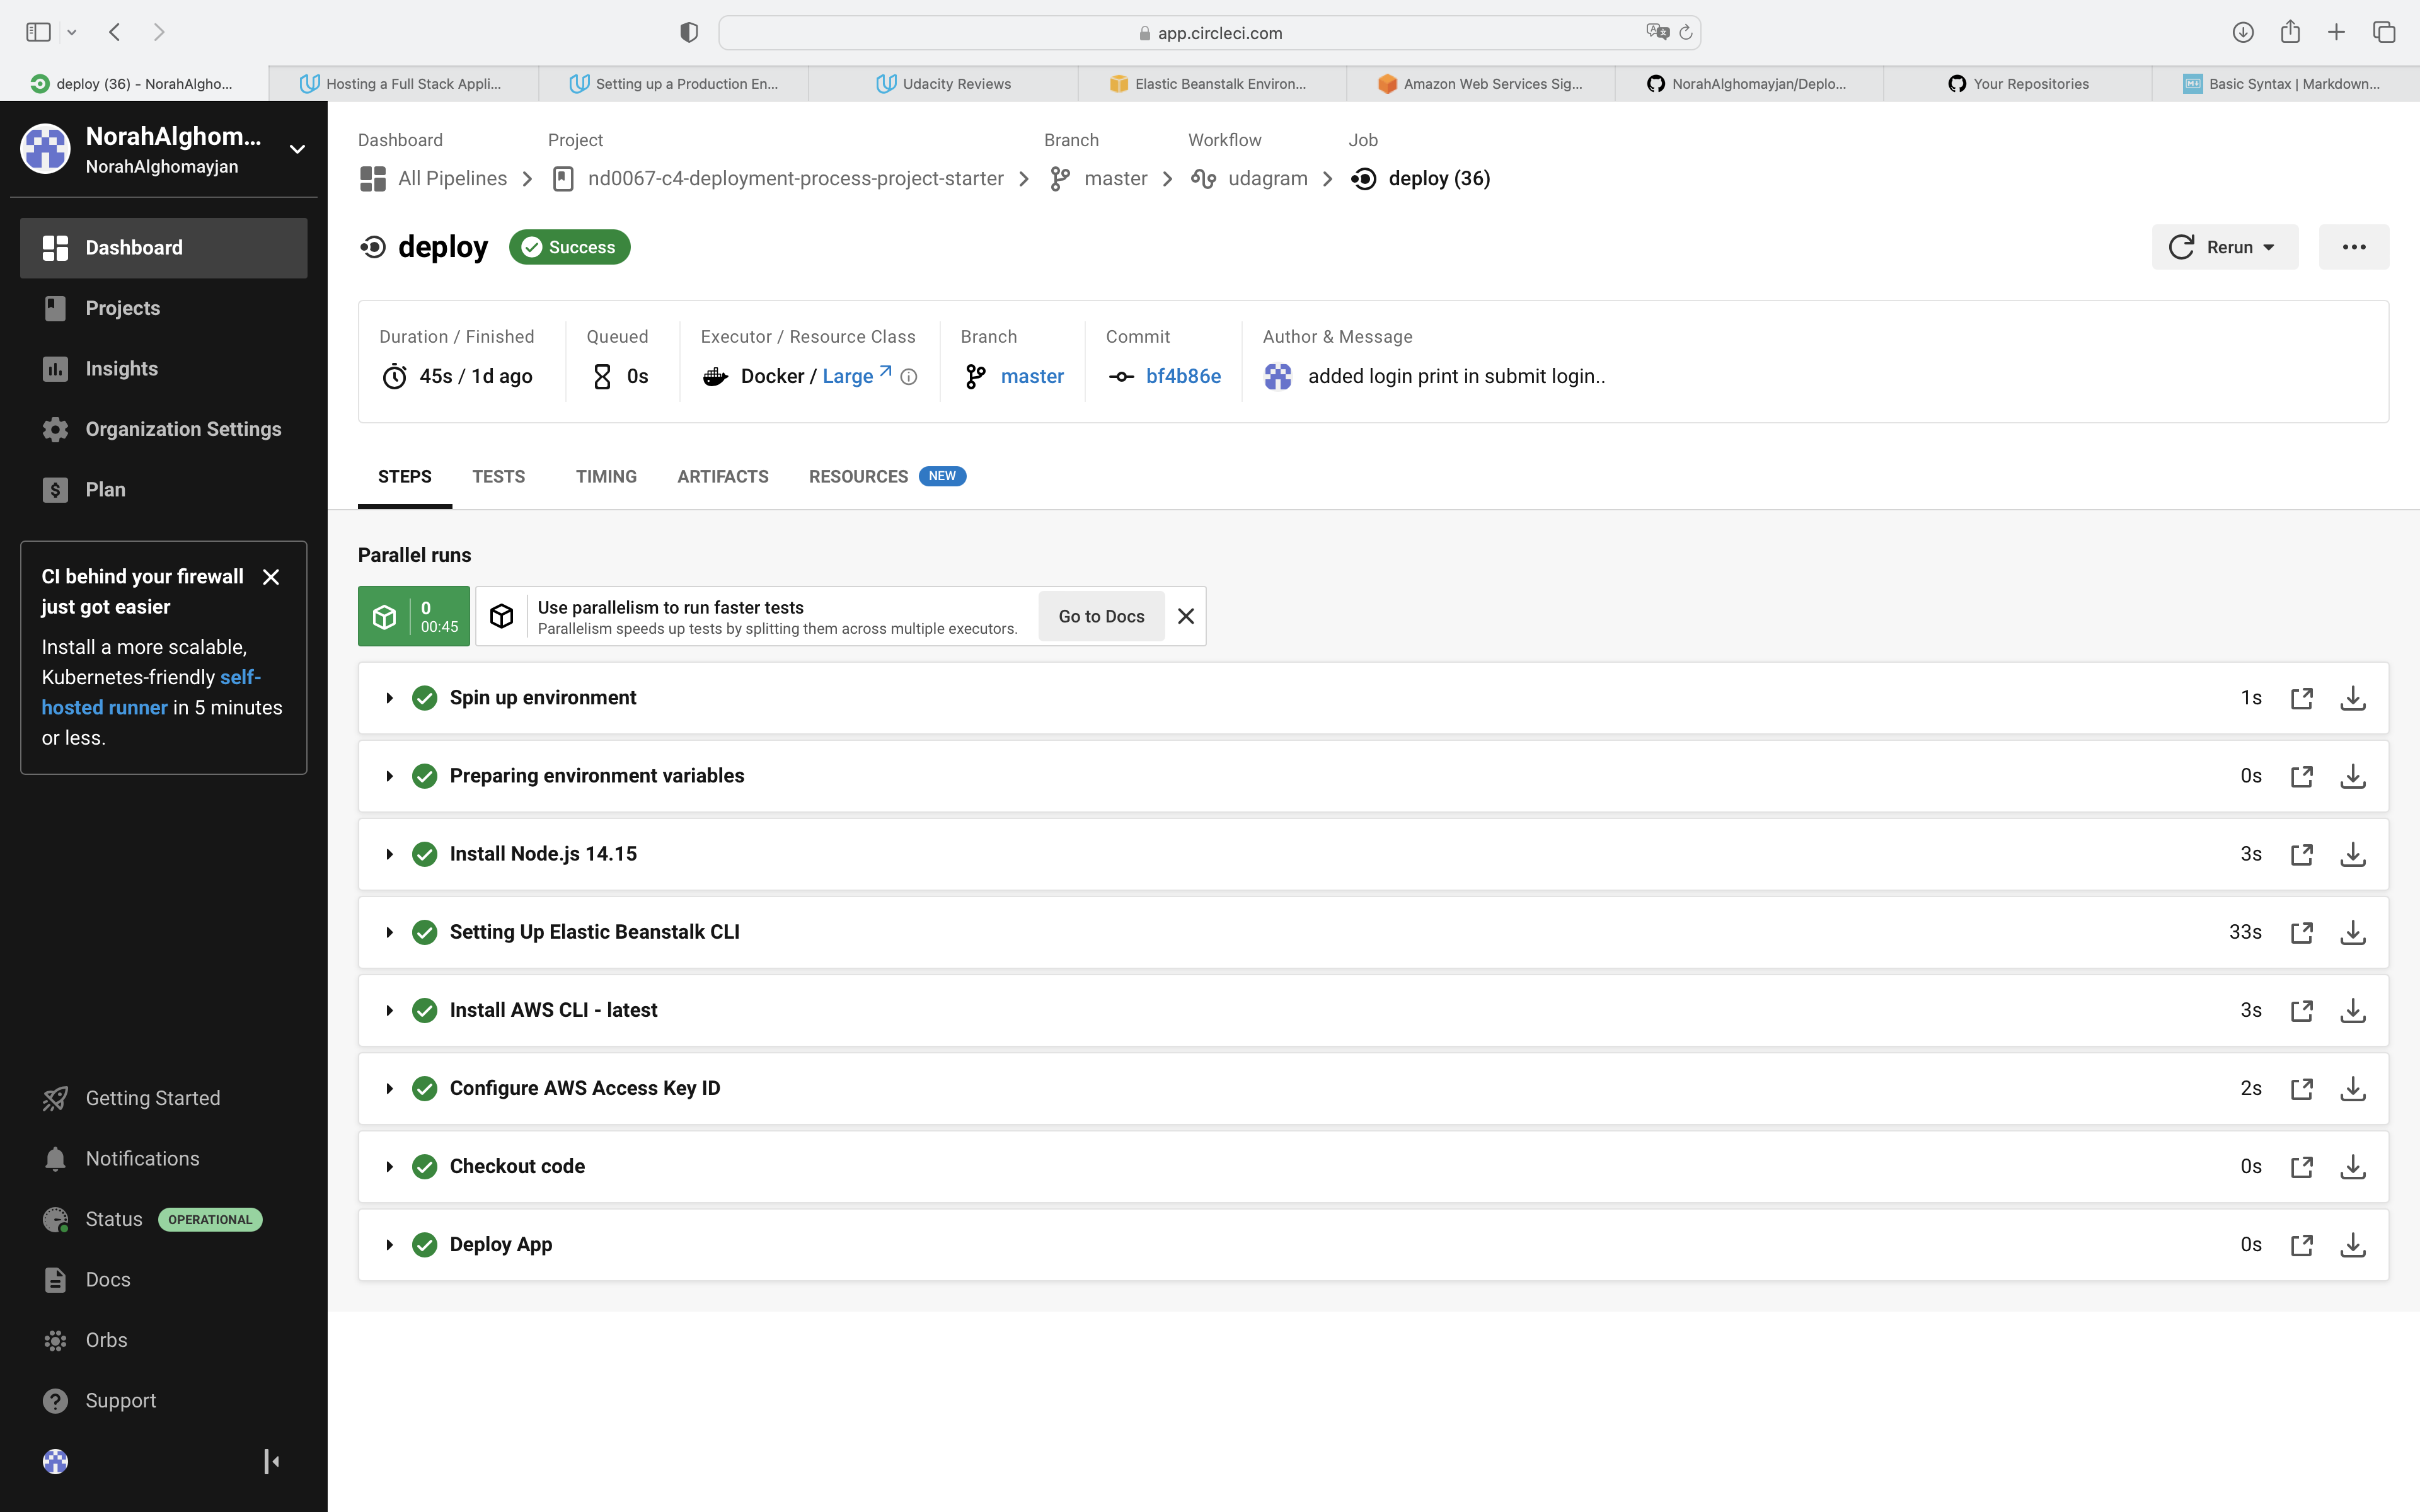 app.circleci.com
deploy (36) - NorahAlgho...
Hosting a Full Stack Appli...
Setting up a Production En...
Udacity Reviews
Elastic Beanstalk Environ...
Amazon Web Services Sig...
NorahAlghomayjan/Deplo...
Your Repositories
Basic Syntax | Markdown...
NorahAlghom...
NorahAlghomayjan
Dashboard
Projects
Insights
Organization Settings
Plan
CI behind your firewall
just got easier
Install a more scalable,
Kubernetes-friendly self-
hosted runner in 5 minutes
or less.
Getting Started
Notifications
Status OPERATIONAL
Docs
Orbs
Support
Dashboard Project Branch Workflow Job
All Pipelines nd0067-c4-deployment-process-project-starter master udagram deploy (36)
deploy Success
Rerun
Duration / Finished Queued Executor / Resource Class Branch Commit Author & Message
45s / 1d ago 0s Docker / Large master bf4b86e added login print in submit login..
STEPS TESTS TIMING ARTIFACTS RESOURCES NEW
Parallel runs
0
00:45
Use parallelism to run faster tests
Parallelism speeds up tests by splitting them across multiple executors.
Go to Docs
Spin up environment 1s
Preparing environment variables 0s
Install Node.js 14.15 3s
Setting Up Elastic Beanstalk CLI 33s
Install AWS CLI - latest 3s
Configure AWS Access Key ID 2s
Checkout code 0s
Deploy App 0s